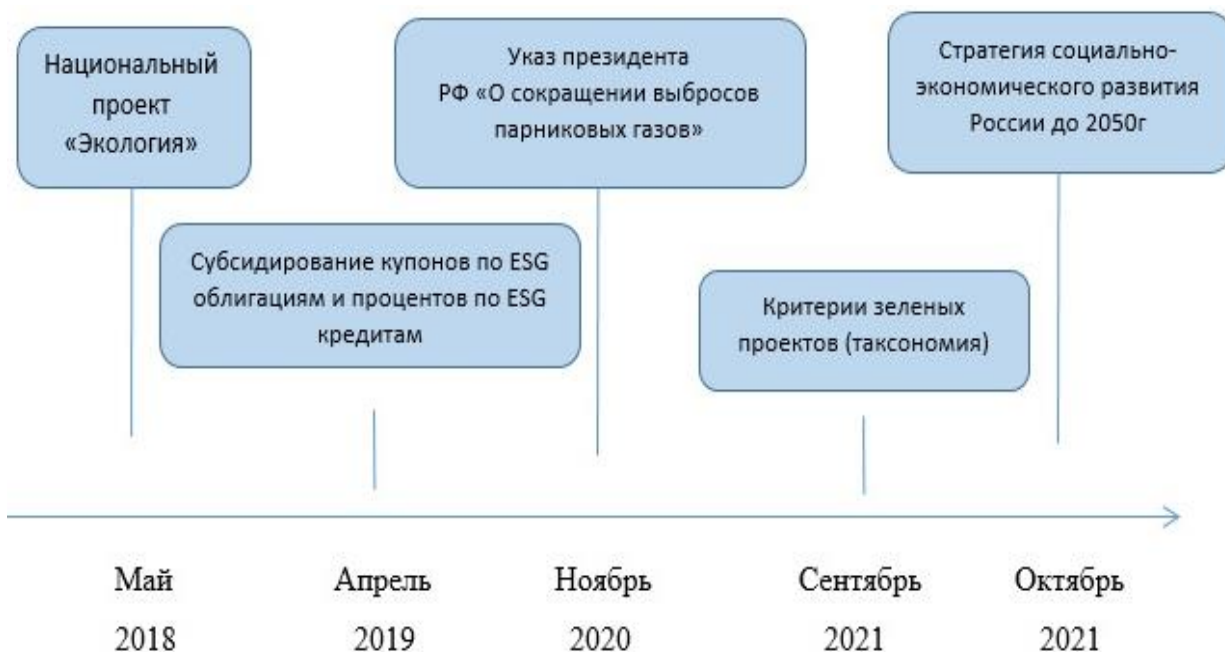 Национальный
проект
«Экология»
Субсидирование купонов по ESG
облигациям и процентов по ESG
кредитам
Указ президента
РФ «О сокращении выбросов
парниковых газов»
Критерии зеленых
проектов (таксономия)
Стратегия социально-
экономического развития
России до 2050г
Май
2018
Апрель
2019
Ноябрь
2020
Сентябрь
2021
Октябрь
2021